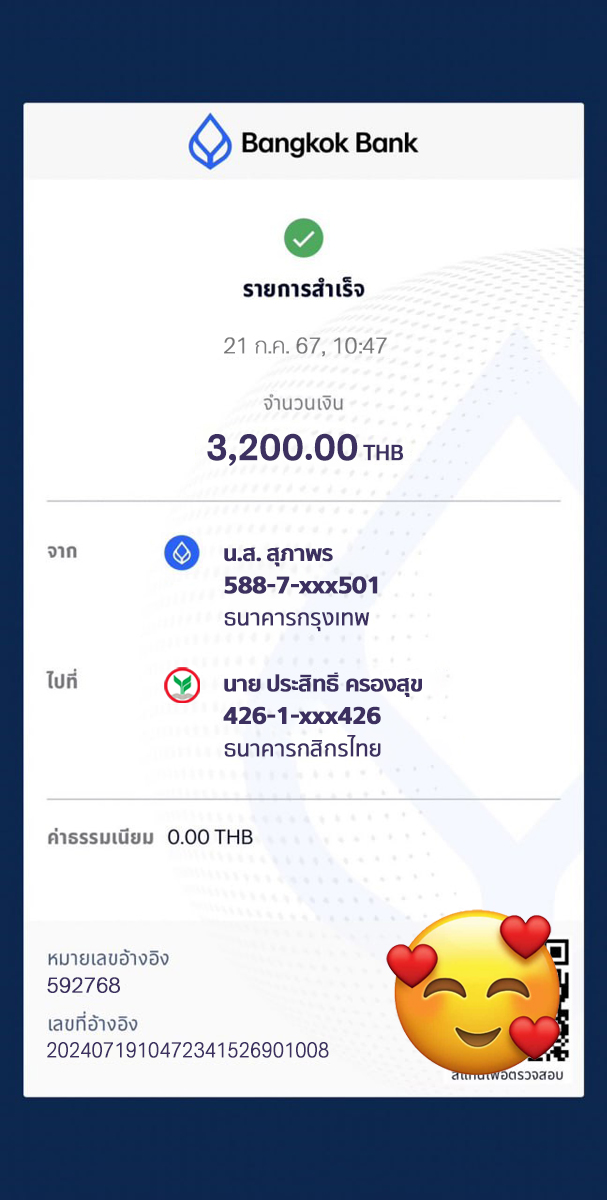 Bangkok Bank
รายการสำเร็จ
21 ก.ค. 67, 10:47
จำนวนเงิน
3,200.00 THB
จาก
น.ส. สุภาพร
588-7-xxx501
ธนาคารกรุงเทพ
ไปที่
นาย ประสิทธิ์ ครองสุข
426-1-xxx426
ธนาคารกสิกรไทย
ค่าธรรมเนียม 0.00 THB
หมายเลขอ้างอิง
592768
เลขที่อ้างอิง
2024071910472341526901008
สแกนเพื่อตรวจสอบ